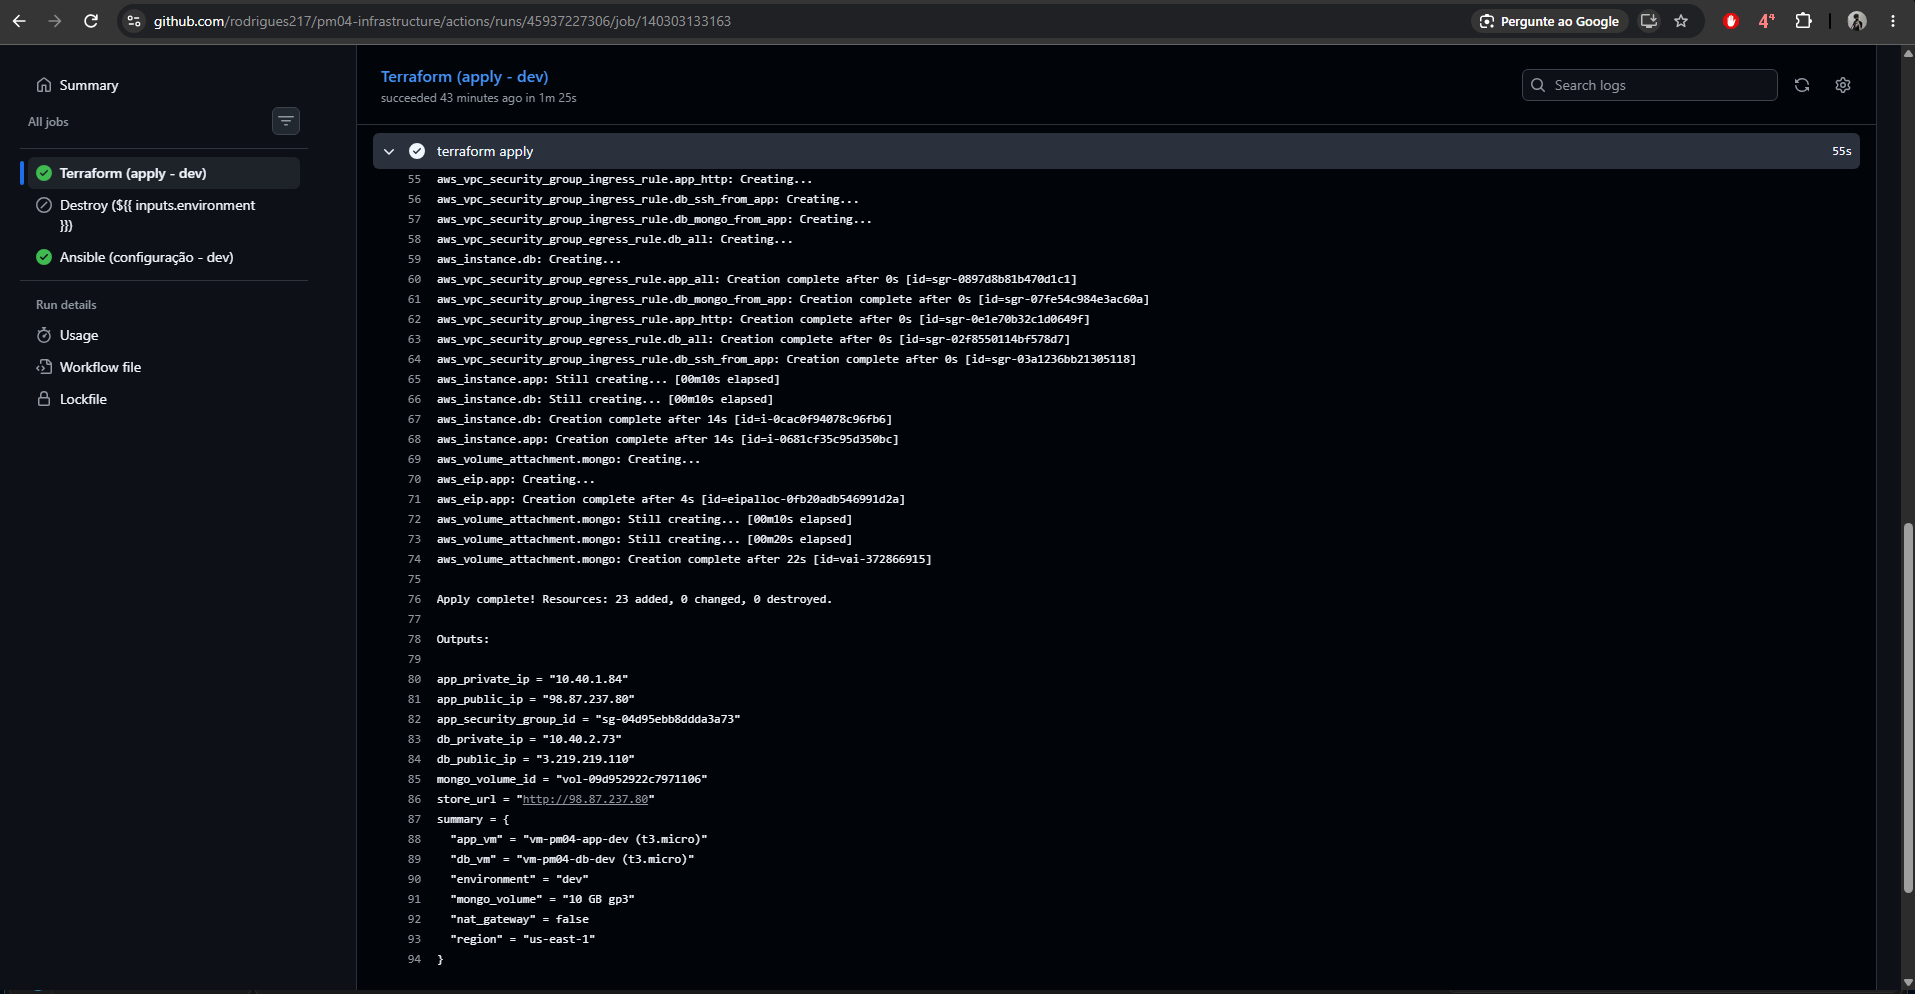 github.com/rodrigues217/pm04-infrastructure/actions/runs/45937227306/job/140303133163
Pergunte ao Google
Summary
All jobs
Terraform (apply - dev)
Destroy (${{ inputs.environment
}})
Ansible (configuração - dev)
Run details
Usage
Workflow file
Lockfile
Terraform (apply - dev)
succeeded 43 minutes ago in 1m 25s
Search logs
terraform apply
55s
55 aws_vpc_security_group_ingress_rule.app_http: Creating...
56 aws_vpc_security_group_ingress_rule.db_ssh_from_app: Creating...
57 aws_vpc_security_group_ingress_rule.db_mongo_from_app: Creating...
58 aws_vpc_security_group_egress_rule.db_all: Creating...
59 aws_instance.db: Creating...
60 aws_vpc_security_group_egress_rule.app_all: Creation complete after 0s [id=sgr-0897d8b81b470d1c1]
61 aws_vpc_security_group_ingress_rule.db_mongo_from_app: Creation complete after 0s [id=sgr-07fe54c984e3ac60a]
62 aws_vpc_security_group_ingress_rule.app_http: Creation complete after 0s [id=sgr-0e1e70b32c1d0649f]
63 aws_vpc_security_group_egress_rule.db_all: Creation complete after 0s [id=sgr-02f8550114bf578d7]
64 aws_vpc_security_group_ingress_rule.db_ssh_from_app: Creation complete after 0s [id=sgr-03a1236bb21305118]
65 aws_instance.app: Still creating... [00m10s elapsed]
66 aws_instance.db: Still creating... [00m10s elapsed]
67 aws_instance.db: Creation complete after 14s [id=i-0cac0f94078c96fb6]
68 aws_instance.app: Creation complete after 14s [id=i-0681cf35c95d350bc]
69 aws_volume_attachment.mongo: Creating...
70 aws_eip.app: Creating...
71 aws_eip.app: Creation complete after 4s [id=eipalloc-0fb20adb546991d2a]
72 aws_volume_attachment.mongo: Still creating... [00m10s elapsed]
73 aws_volume_attachment.mongo: Still creating... [00m20s elapsed]
74 aws_volume_attachment.mongo: Creation complete after 22s [id=vai-372866915]
75
76 Apply complete! Resources: 23 added, 0 changed, 0 destroyed.
77
78 Outputs:
79
80 app_private_ip = "10.40.1.84"
81 app_public_ip = "98.87.237.80"
82 app_security_group_id = "sg-04d95ebb8ddda3a73"
83 db_private_ip = "10.40.2.73"
84 db_public_ip = "3.219.219.110"
85 mongo_volume_id = "vol-09d952922c7971106"
86 store_url = "http://98.87.237.80"
87 summary = {
88 "app_vm" = "vm-pm04-app-dev (t3.micro)"
89 "db_vm" = "vm-pm04-db-dev (t3.micro)"
90 "environment" = "dev"
91 "mongo_volume" = "10 GB gp3"
92 "nat_gateway" = false
93 "region" = "us-east-1"
94 }